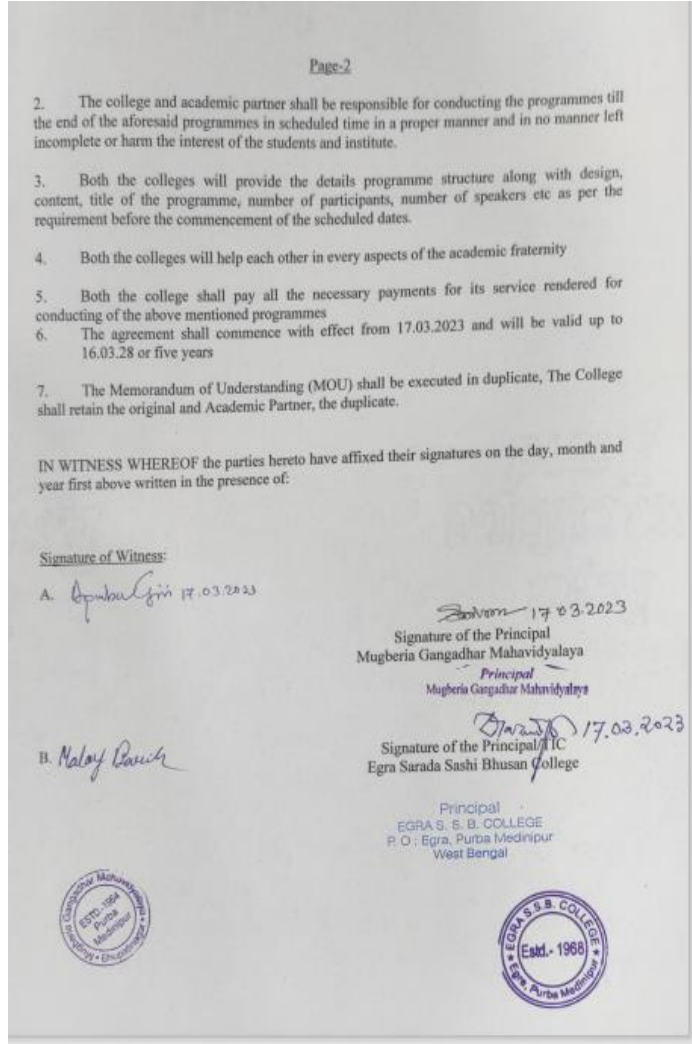 Page-2
2. The college and academic partner shall be responsible for conducting the programmes till
the end of the aforesaid programmes in scheduled time in a proper manner and in no manner left
incomplete or harm the interest of the students and institute.
3. Both the colleges will provide the details programme structure along with design,
content, title of the programme, number of participants, number of speakers etc as per the
requirement before the commencement of the scheduled dates.
4. Both the colleges will help each other in every aspects of the academic fraternity
5. Both the college shall pay all the necessary payments for its service rendered for
conducting of the above mentioned programmes
6. The agreement shall commence with effect from 17.03.2023 and will be valid up to
16.03.28 or five years
7. The Memorandum of Understanding (MOU) shall be executed in duplicate, The College
shall retain the original and Academic Partner, the duplicate.
IN WITNESS WHEREOF the parties hereto have affixed their signatures on the day, month and
year first above written in the presence of:
Signature of Witness:
A. 17.03.2023
17 03.2023
Signature of the Principal
Mugberia Gangadhar Mahavidyalaya
Principal
Mugberia Gangadhar Mahavidyalaya
17.03.2023
Signature of the Principal/TIC
Egra Sarada Sashi Bhusan College
B. Malay
Principal
EGRA S. S. B. COLLEGE
P. O : Egra, Purba Medinipur
West Bengal
Mugberia Gangadhar Mahavidyalaya
ESTD.-1964
Purba
Medinipur
EGRA S.S.B. COLLEGE
Estd.- 1968
Egra, Purba Medinipur